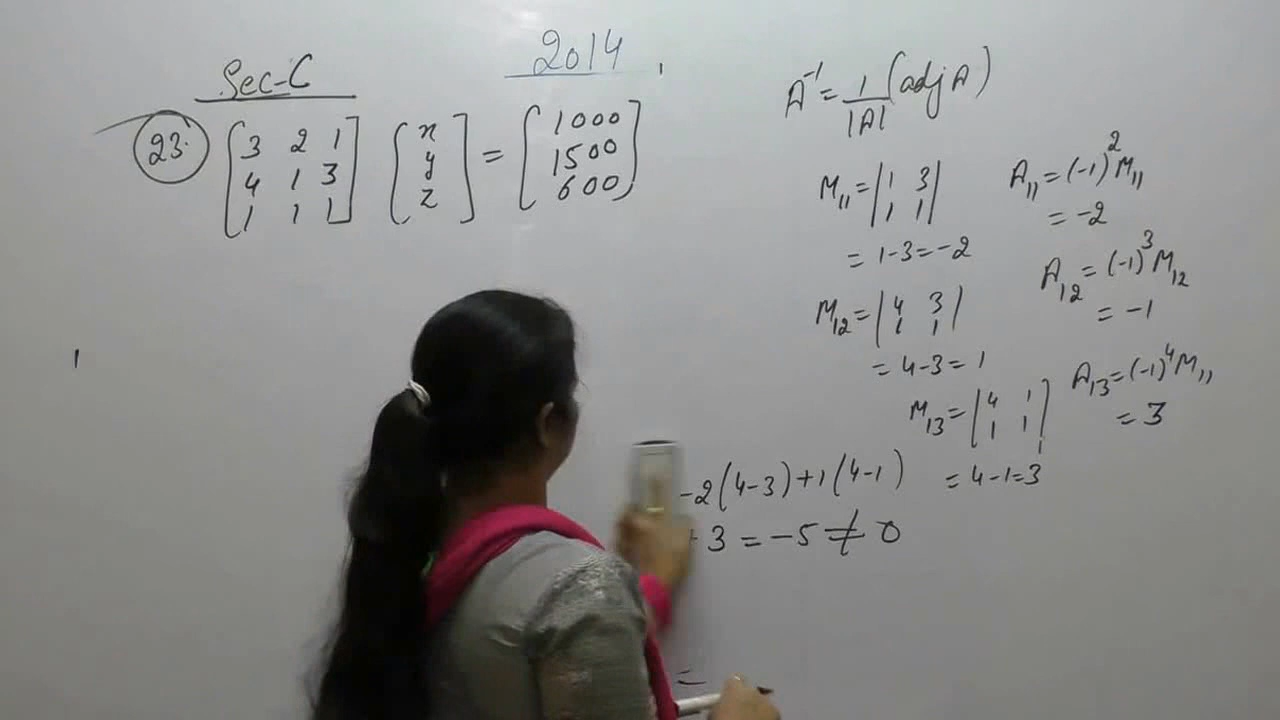 Sec-C
2014
23. [3 2 1 [x = [1000
4 1 3 y 1500
1 1 1] z] 600]
A⁻¹ = 1/|A| (adj A)
M₁₁ = |1 3
1 1|
= 1-3 = -2
A₁₁ = (-1)² M₁₁
= -2
M₁₂ = |4 3
1 1|
= 4-3 = 1
A₁₂ = (-1)³ M₁₂
= -1
M₁₃ = |4 1
1 1|
= 4-1=3
A₁₃ = (-1)⁴ M₁₁
= 3
-2(4-3)+1(4-1)
+3 = -5 ≠ 0
=